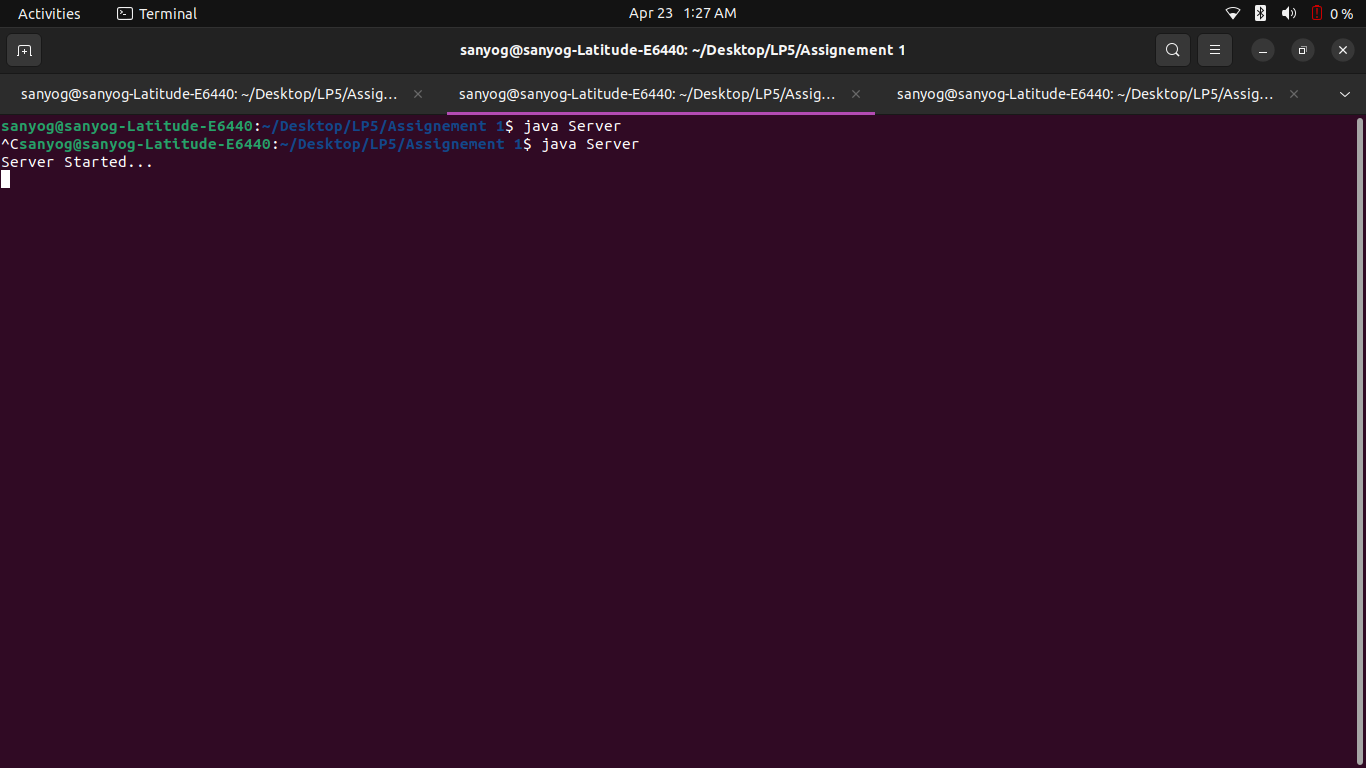 Activities Terminal Apr 23 1:27 AM 0 %
sanyog@sanyog-Latitude-E6440: ~/Desktop/LP5/Assignement 1
sanyog@sanyog-Latitude-E6440: ~/Desktop/LP5/Assig... sanyog@sanyog-Latitude-E6440: ~/Desktop/LP5/Assig... sanyog@sanyog-Latitude-E6440: ~/Desktop/LP5/Assig...
sanyog@sanyog-Latitude-E6440:~/Desktop/LP5/Assignement 1$ java Server
^Csanyog@sanyog-Latitude-E6440:~/Desktop/LP5/Assignement 1$ java Server
Server Started...